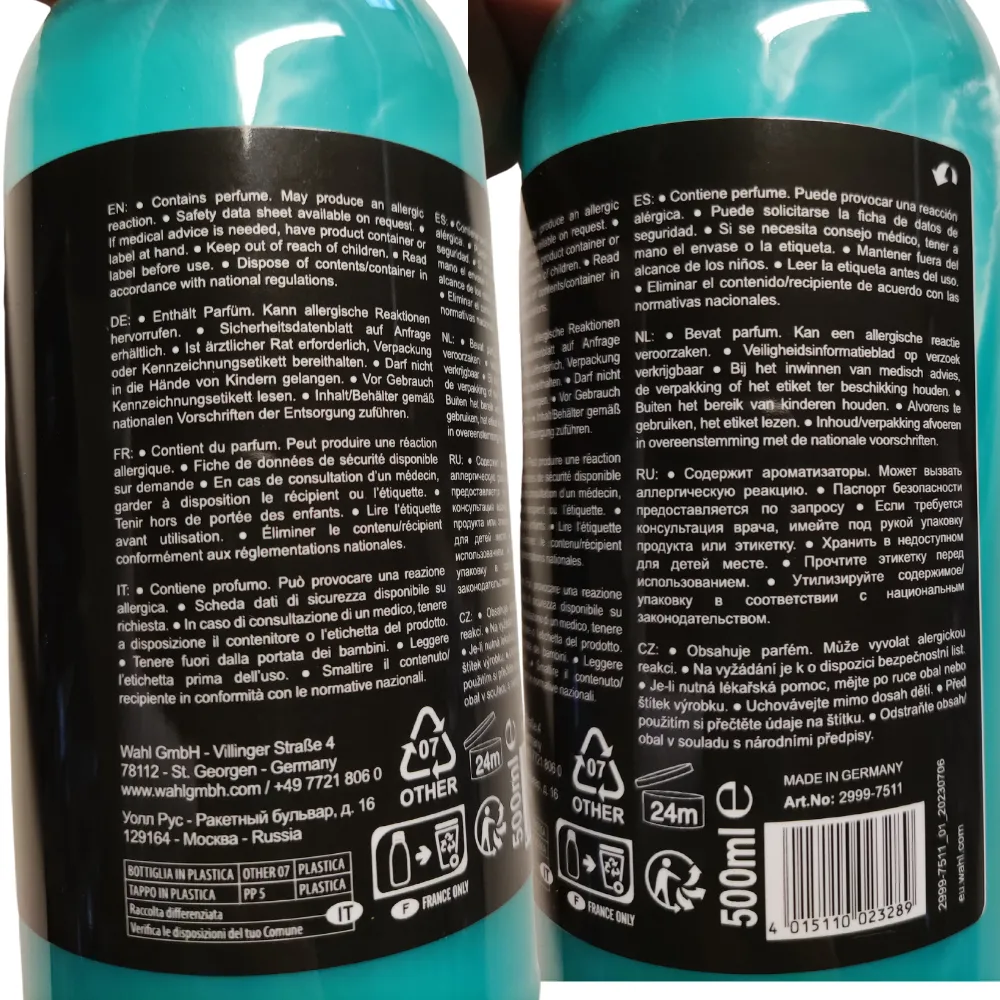 EN: • Contains perfume. May produce an allergic
reaction. • Safety data sheet available on request. •
If medical advice is needed, have product container or
label at hand. • Keep out of reach of children. • Read
label before use. • Dispose of contents/container in
accordance with national regulations.
DE: • Enthält Parfüm. Kann allergische Reaktionen
hervorrufen. • Sicherheitsdatenblatt auf Anfrage
erhältlich. • Ist ärztlicher Rat erforderlich, Verpackung
oder Kennzeichnungsetikett bereithalten. • Darf nicht
in die Hände von Kindern gelangen. • Vor Gebrauch
Kennzeichnungsetikett lesen. • Inhalt/Behälter gemäß
nationalen Vorschriften der Entsorgung zuführen.
FR: • Contient du parfum. Peut produire une réaction
allergique. • Fiche de données de sécurité disponible
sur demande • En cas de consultation d'un médecin,
garder à disposition le récipient ou l'étiquette. •
Tenir hors de portée des enfants. • Lire l'étiquette
avant utilisation. • Éliminer le contenu/récipient
conformément aux réglementations nationales.
IT: • Contiene profumo. Può provocare una reazione
allergica. • Scheda dati di sicurezza disponibile su
richiesta. • In caso di consultazione di un medico, tenere
a disposizione il contenitore o l'etichetta del prodotto.
• Tenere fuori dalla portata dei bambini. • Leggere
l'etichetta prima dell'uso. • Smaltire il contenuto/
recipiente in conformità con le normative nazionali.
Wahl GmbH - Villinger Straße 4
78112 - St. Georgen - Germany
www.wahlgmbh.com / +49 7721 806 0
Уолл Рус - Ракетный бульвар, д. 16
129164 - Москва - Russia
BOTTIGLIA IN PLASTICA OTHER 07 PLASTICA
TAPPO IN PLASTICA PP 5 PLASTICA
Raccolta differenziata
Verifica le disposizioni del tuo Comune
IT
07
OTHER
F FRANCE ONLY
24m
500ml e
ES: • Contiene perfume. Puede provocar una reacción
alérgica. • Puede solicitarse la ficha de datos de
seguridad. • Si se necesita consejo médico, tener a
mano el envase o la etiqueta. • Mantener fuera del
alcance de los niños. • Leer la etiqueta antes del uso.
• Eliminar el contenido/recipiente de acuerdo con las
normativas nacionales.
NL: • Bevat parfum. Kan een allergische reactie
veroorzaken. • Veiligheidsinformatieblad op verzoek
verkrijgbaar • Bij het inwinnen van medisch advies,
de verpakking of het etiket ter beschikking houden. •
Buiten het bereik van kinderen houden. • Alvorens te
gebruiken, het etiket lezen. • Inhoud/verpakking afvoeren
in overeenstemming met de nationale voorschriften.
RU: • Содержит ароматизаторы. Может вызвать
аллергическую реакцию. • Паспорт безопасности
предоставляется по запросу • Если требуется
консультация врача, имейте под рукой упаковку
продукта или этикетку. • Хранить в недоступном
для детей месте. • Прочтите этикетку перед
использованием. • Утилизируйте содержимое/
упаковку в соответствии с национальным
законодательством.
CZ: • Obsahuje parfém. Může vyvolat alergickou
reakci. • Na vyžádání je k o dispozici bezpečnostní list.
• Je-li nutná lékařská pomoc, mějte po ruce obal nebo
štítek výrobku. • Uchovávejte mimo dosah dětí. • Před
použitím si přečtěte údaje na štítku. • Odstraňte obsah/
obal v souladu s národními předpisy.
07
OTHER
F FRANCE ONLY
24m
500ml e
MADE IN GERMANY
Art.No: 2999-7511
4 015110 023289
2999-7511_01_20230706
eu.wahl.com